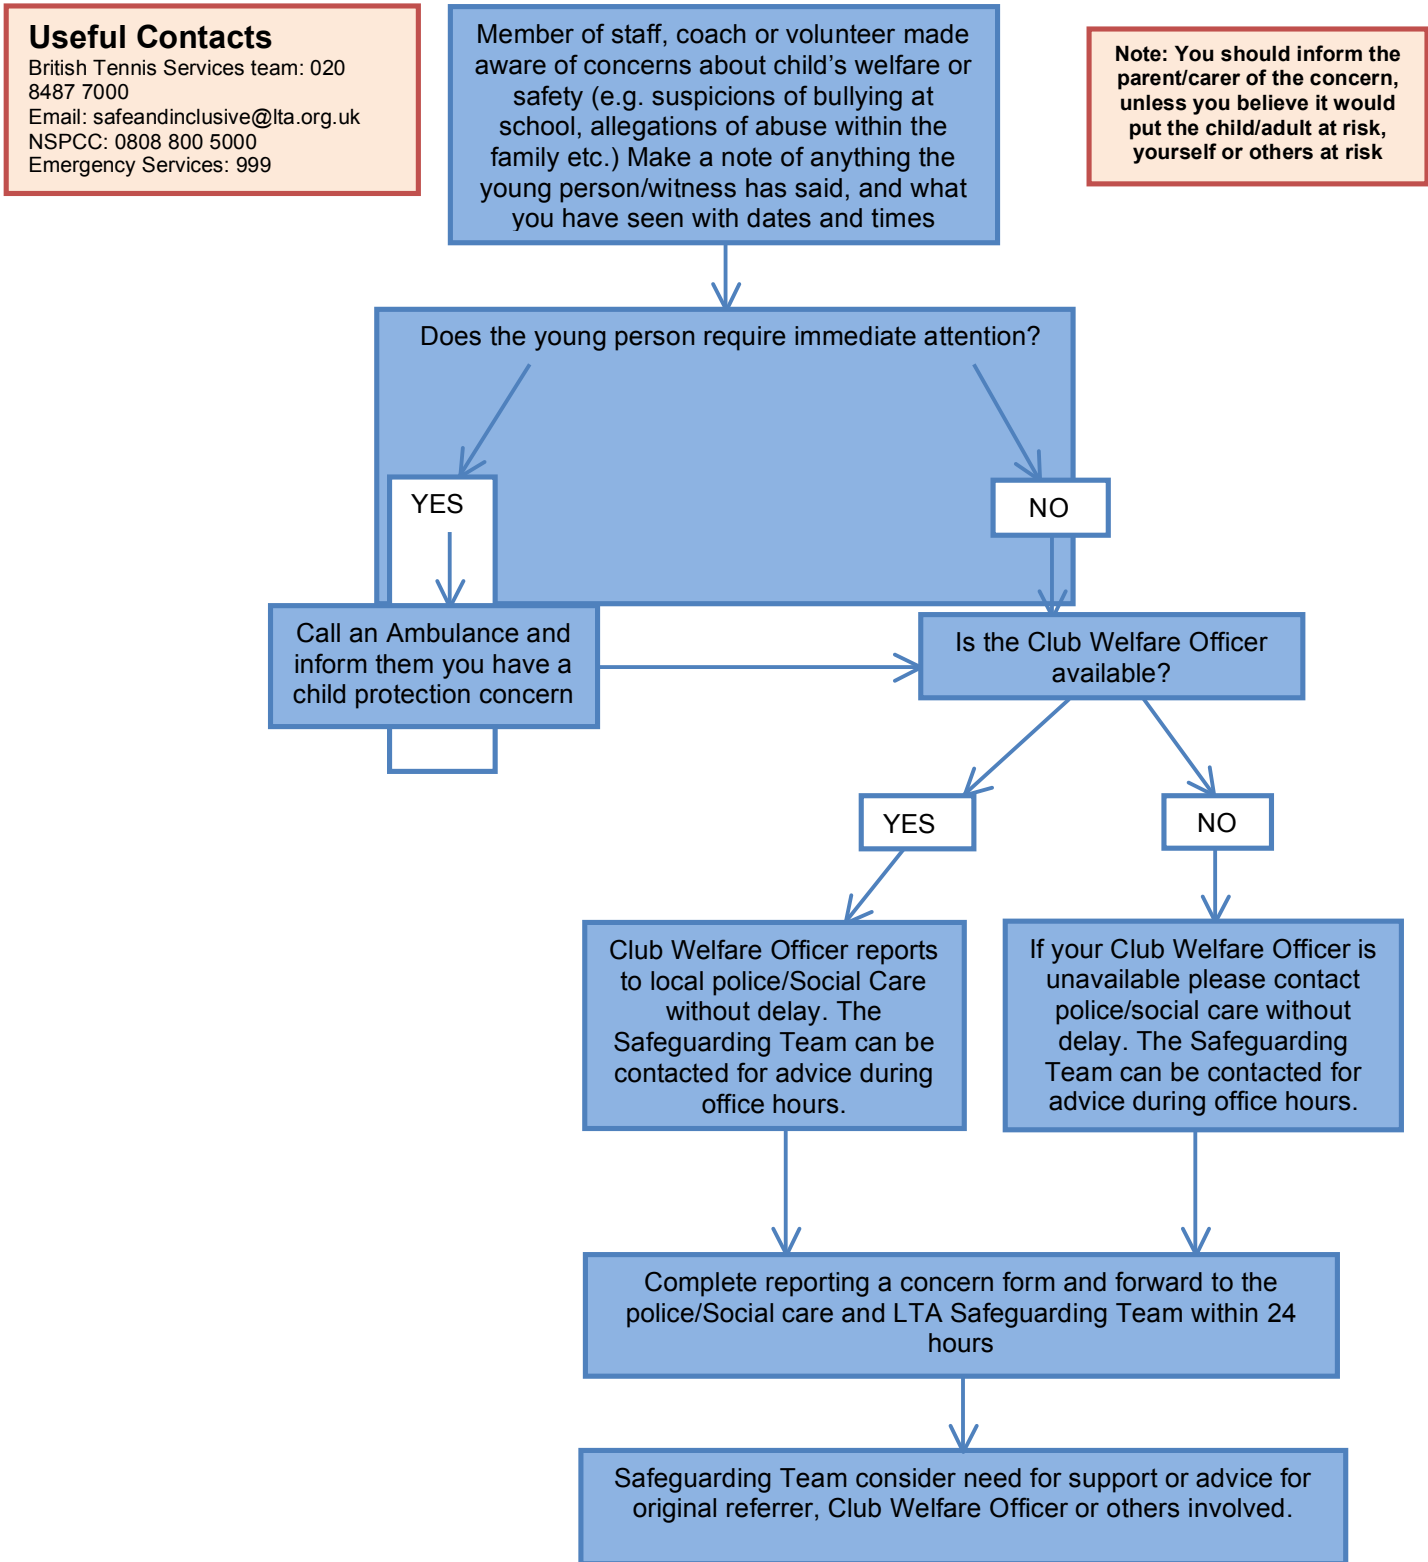 Useful Contacts
British Tennis Services team: 020
8487 7000
Email: safeandinclusive@lta.org.uk
NSPCC: 0808 800 5000
Emergency Services: 999
Member of staff, coach or volunteer made
aware of concerns about child’s welfare or
safety (e.g. suspicions of bullying at
school, allegations of abuse within the
family etc.) Make a note of anything the
young person/witness has said, and what
you have seen with dates and times
Note: You should inform the
parent/carer of the concern,
unless you believe it would
put the child/adult at risk,
yourself or others at risk
Does the young person require immediate attention?
YES
NO
Call an Ambulance and
inform them you have a
child protection concern
Is the Club Welfare Officer
available?
YES
NO
Club Welfare Officer reports
to local police/Social Care
without delay. The
Safeguarding Team can be
contacted for advice during
office hours.
If your Club Welfare Officer is
unavailable please contact
police/social care without
delay. The Safeguarding
Team can be contacted for
advice during office hours.
Complete reporting a concern form and forward to the
police/Social care and LTA Safeguarding Team within 24
hours
Safeguarding Team consider need for support or advice for
original referrer, Club Welfare Officer or others involved.